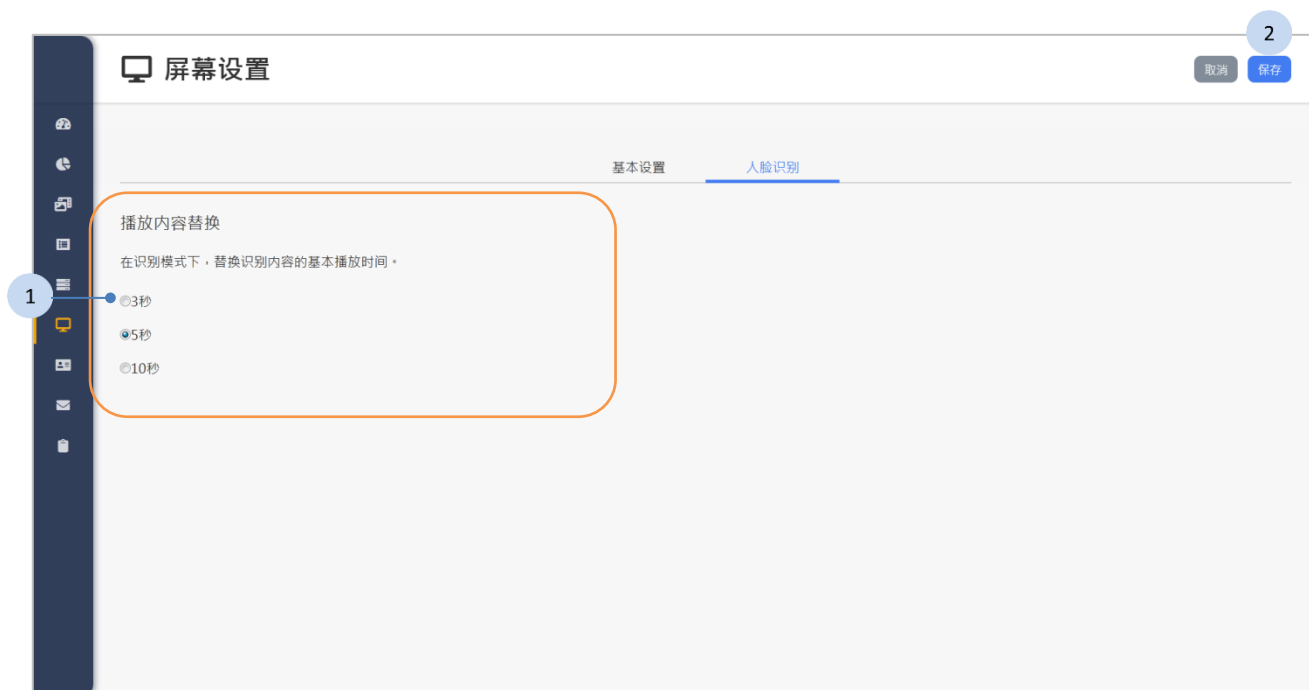 2
屏幕设置
取消 保存
基本设置 人脸识别
播放内容替换
在识别模式下，替换识别内容的基本播放时间。
1
3秒
5秒
10秒